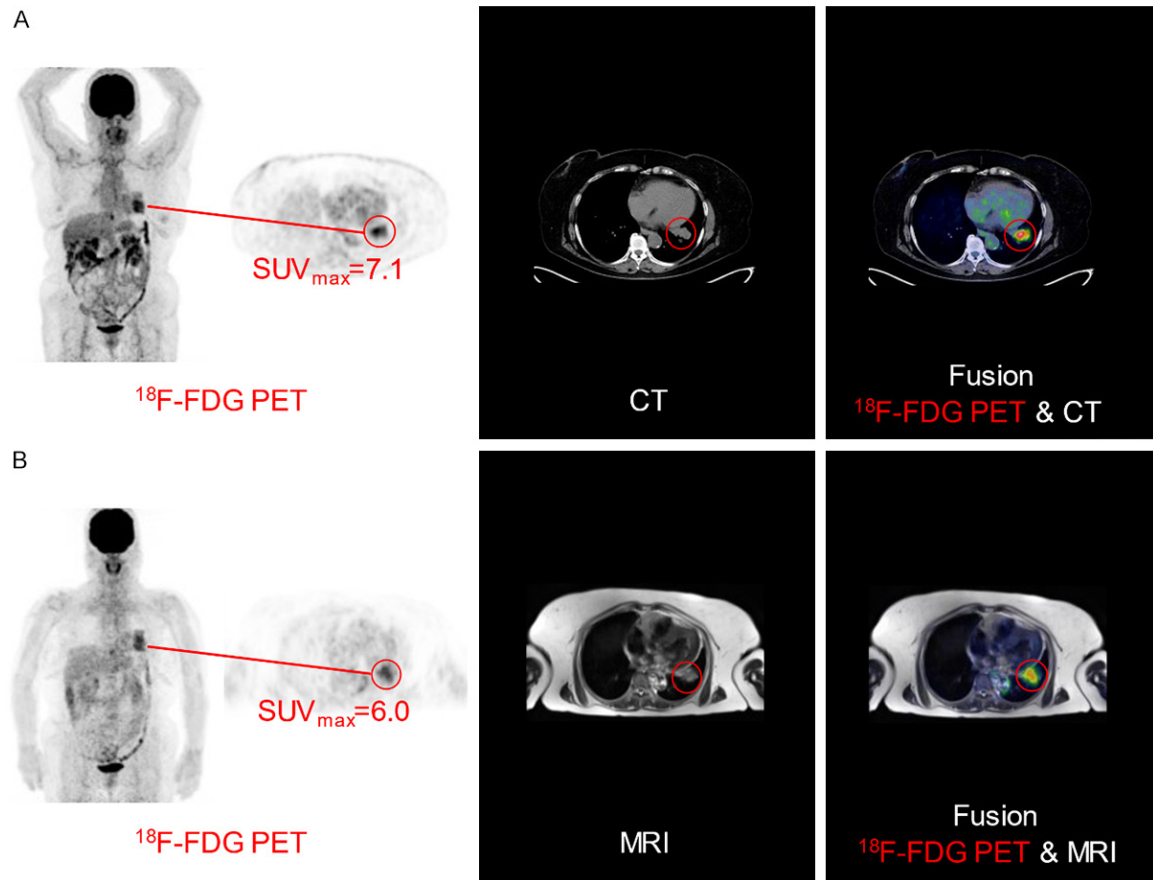 A
SUVmax=7.1
18F-FDG PET
CT
Fusion
18F-FDG PET & CT
B
SUVmax=6.0
18F-FDG PET
MRI
Fusion
18F-FDG PET & MRI